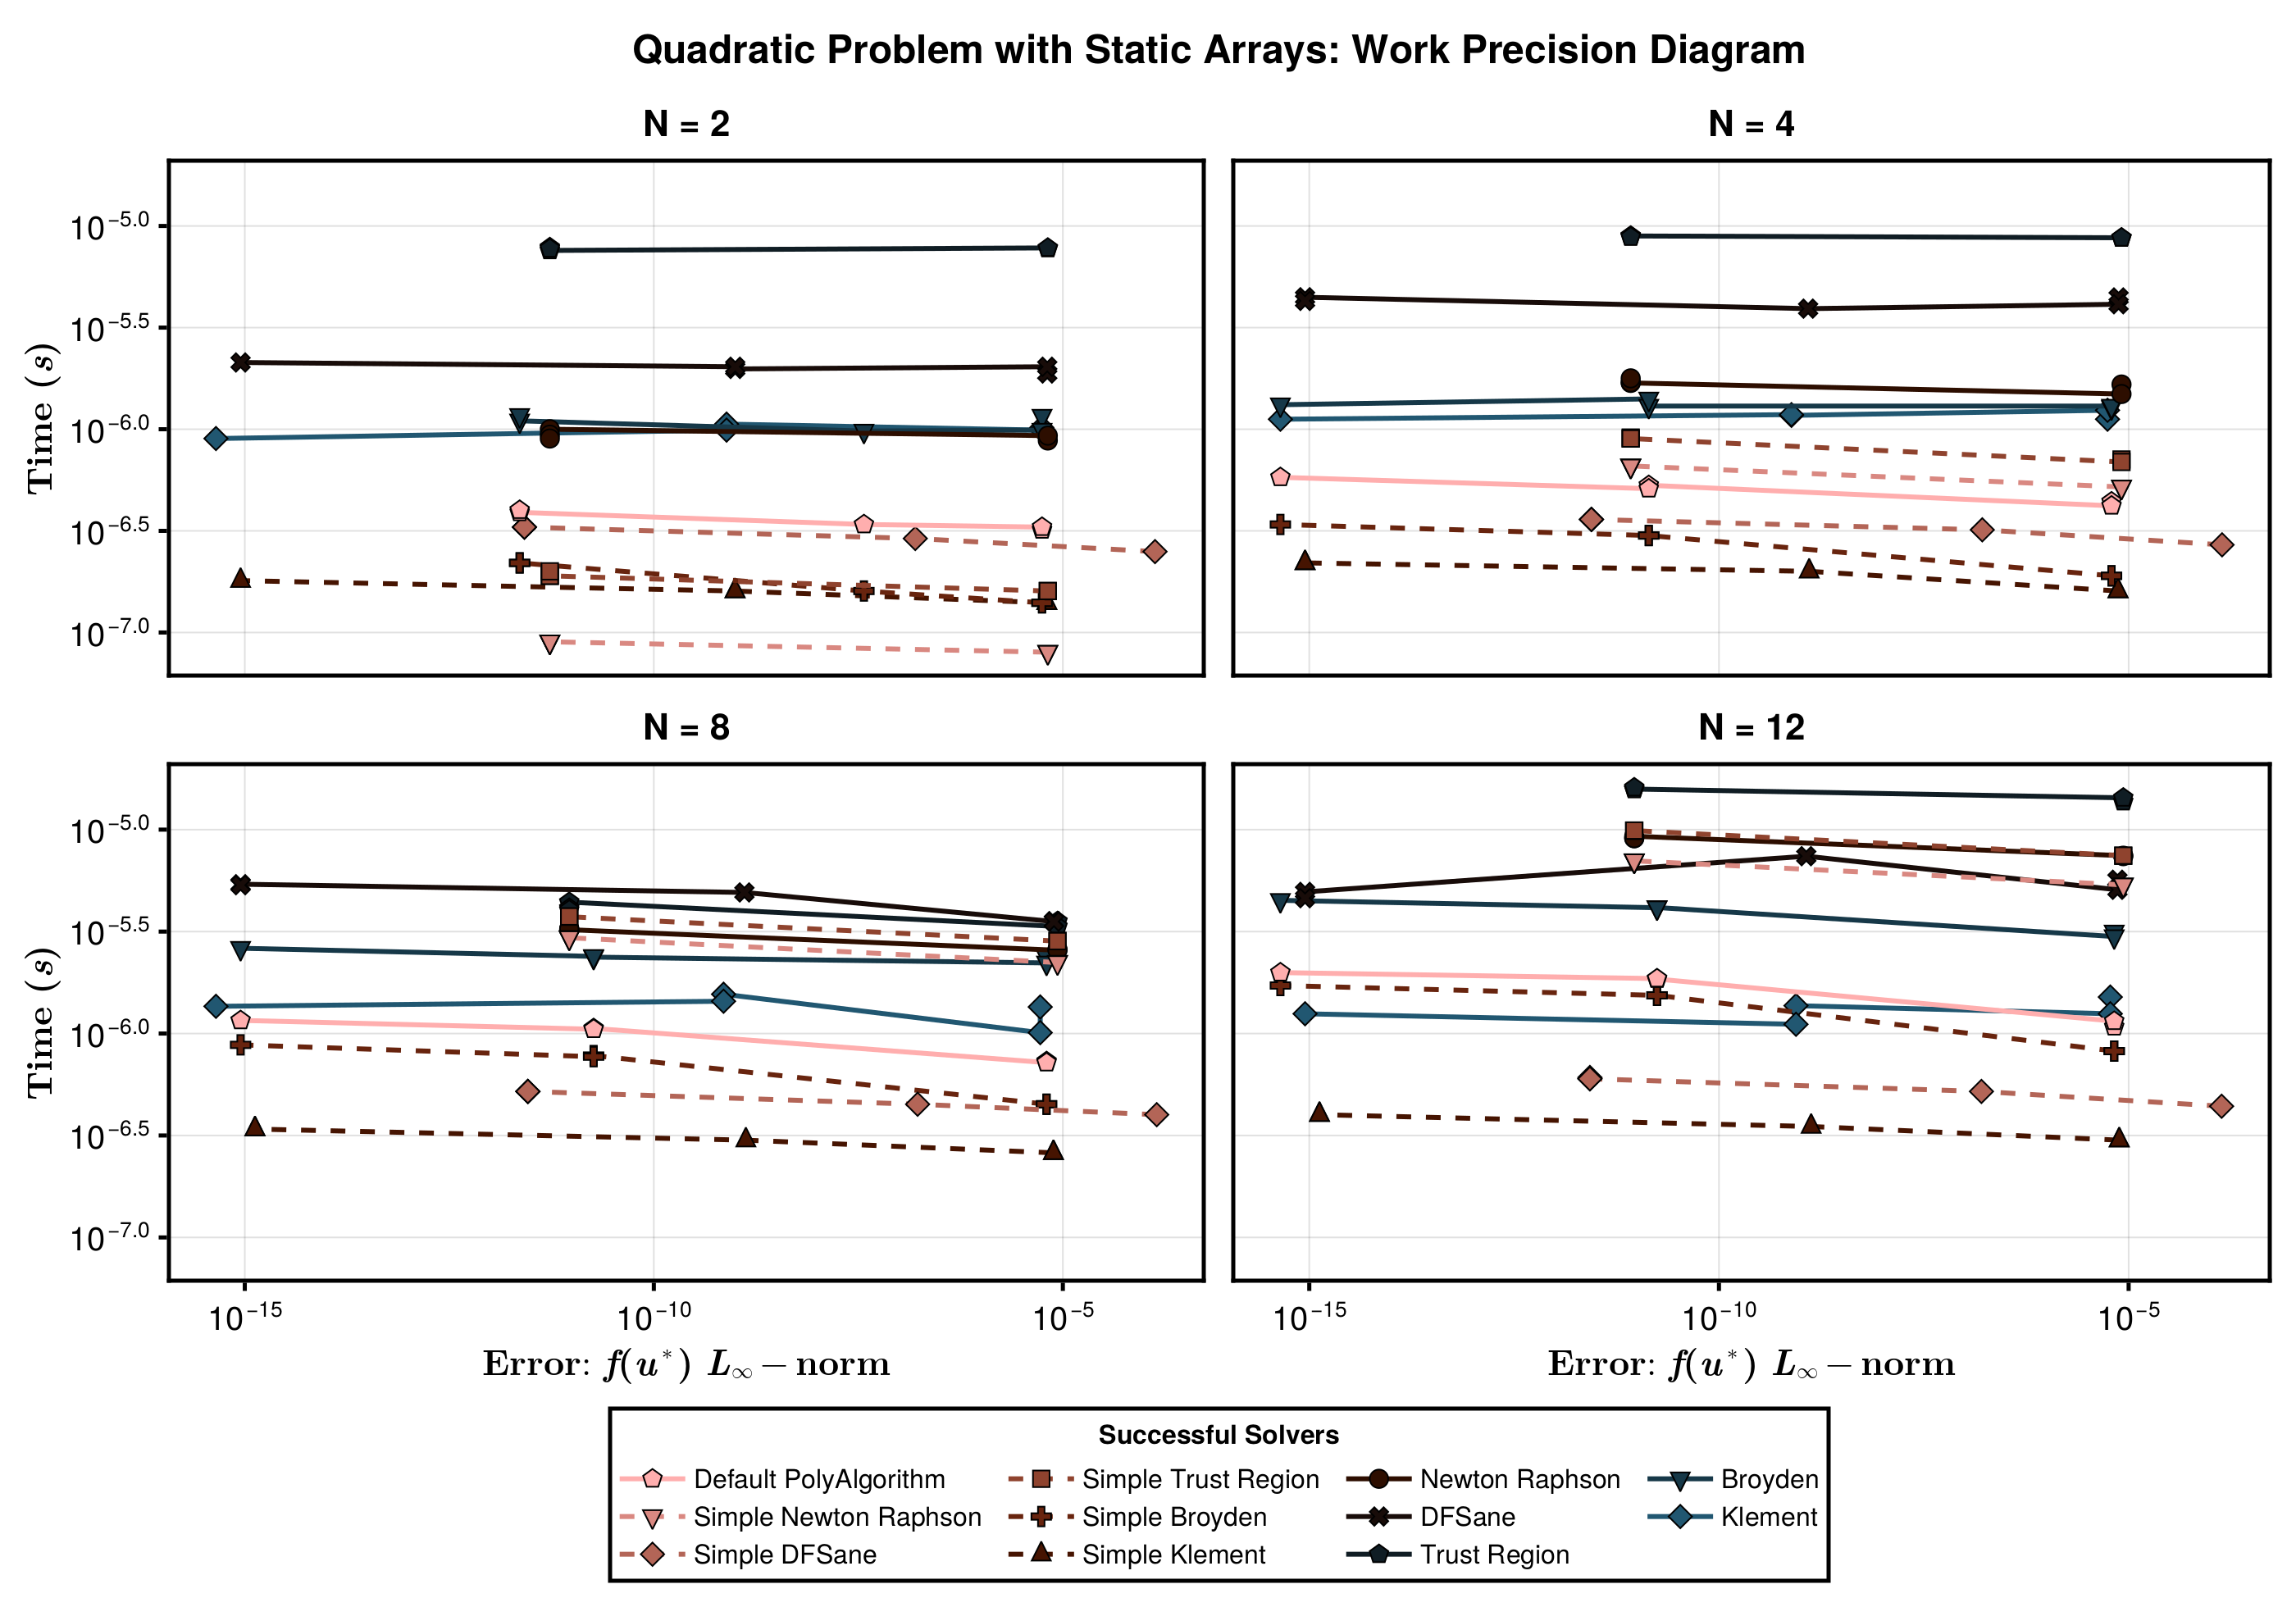 Quadratic Problem with Static Arrays: Work Precision Diagram
N = 2
N = 4
Time (s)
10^−5.0
10^−5.5
10^−6.0
10^−6.5
10^−7.0
N = 8
N = 12
Time (s)
10^−5.0
10^−5.5
10^−6.0
10^−6.5
10^−7.0
10^−15 10^−10 10^−5
10^−15 10^−10 10^−5
Error: f(u*) L∞ − norm
Error: f(u*) L∞ − norm
Successful Solvers
Default PolyAlgorithm Simple Trust Region Newton Raphson Broyden
Simple Newton Raphson Simple Broyden DFSane Klement
Simple DFSane Simple Klement Trust Region